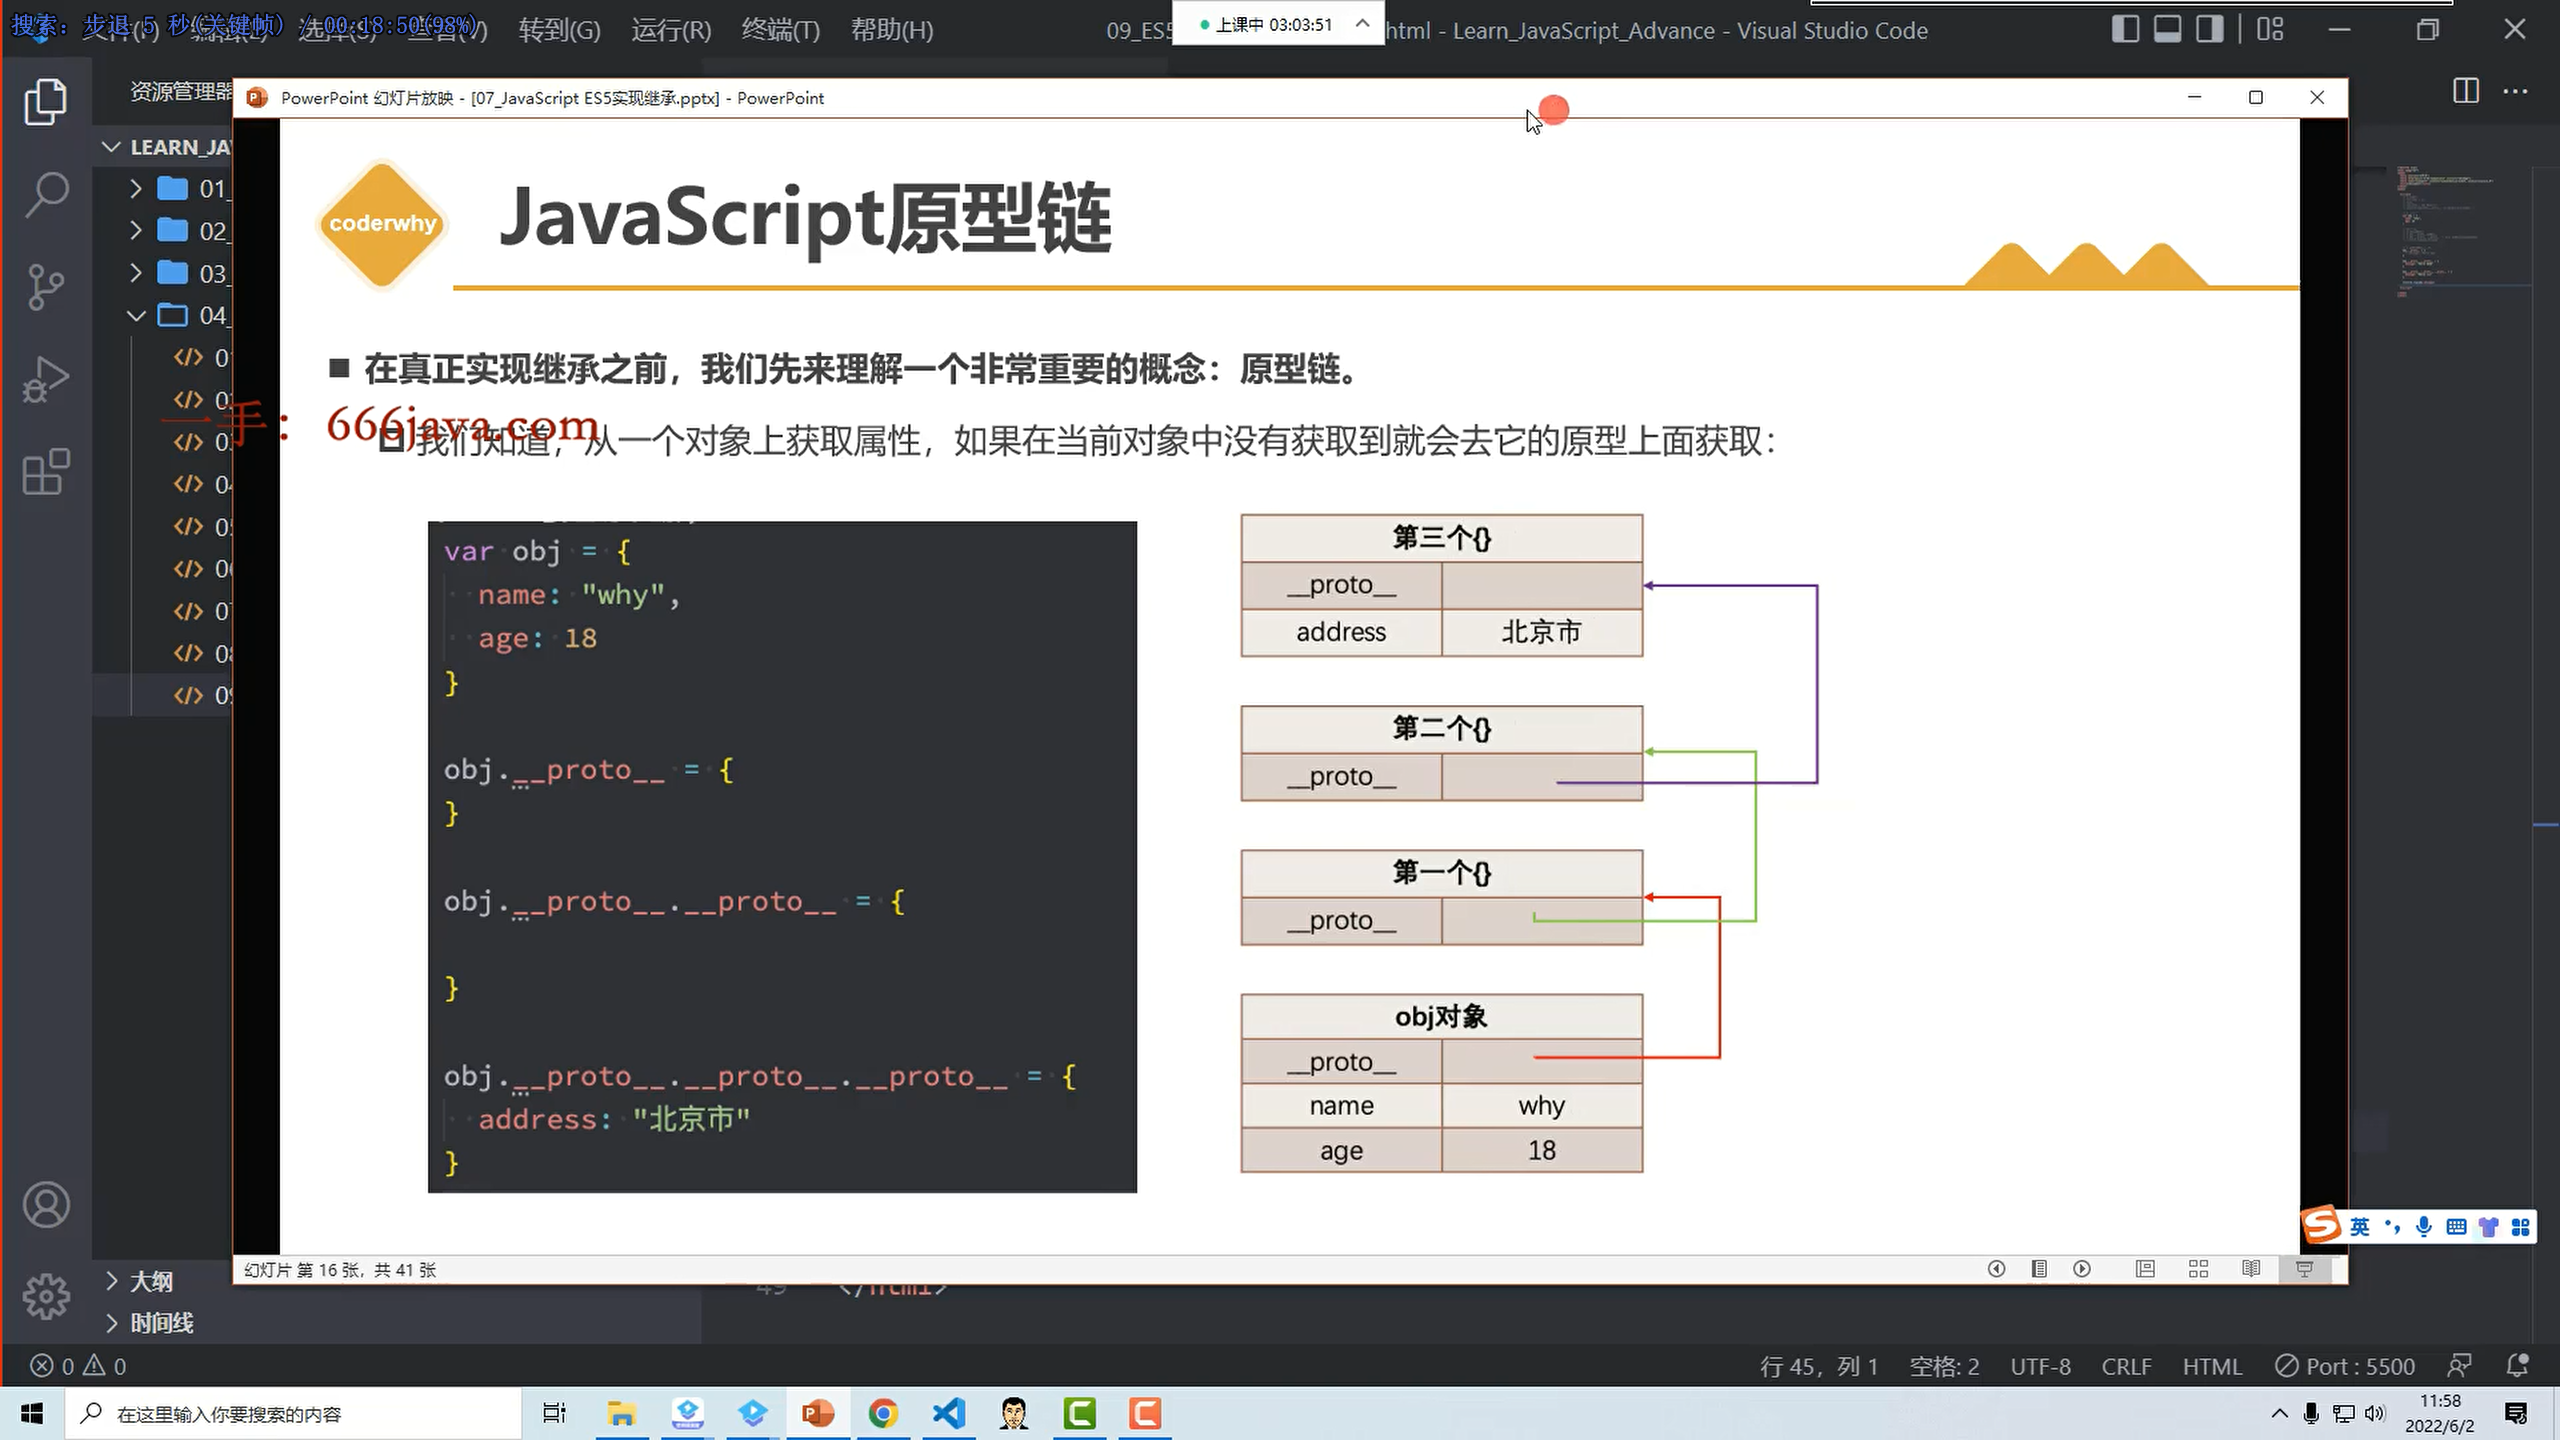 搜索: 步退 5 秒(关键帧) / 00:18:50(98%)
转到(G) 运行(R) 终端(T) 帮助(H)
09_ES5
上课中 03:03:51
html - Learn_JavaScript_Advance - Visual Studio Code
资源管理器
PowerPoint 幻灯片放映 - [07_JavaScript ES5实现继承.pptx] - PowerPoint
LEARN_JA
01_
02_
03_
04_
coderwhy
JavaScript原型链
在真正实现继承之前，我们先来理解一个非常重要的概念：原型链。
一手： 666java.com
我们知道，从一个对象上获取属性，如果在当前对象中没有获取到就会去它的原型上面获取：
var obj = {
name: "why",
age: 18
}
obj.__proto__ = {
}
obj.__proto__.__proto__ = {
}
obj.__proto__.__proto__.__proto__ = {
address: "北京市"
}
第三个{}
__proto__
address 北京市
第二个{}
__proto__
第一个{}
__proto__
obj对象
__proto__
name why
age 18
幻灯片 第 16 张，共 41 张
英
大纲
49 </html>
时间线
0 0
行 45，列 1 空格: 2 UTF-8 CRLF HTML Port : 5500
在这里输入你要搜索的内容
11:58
2022/6/2